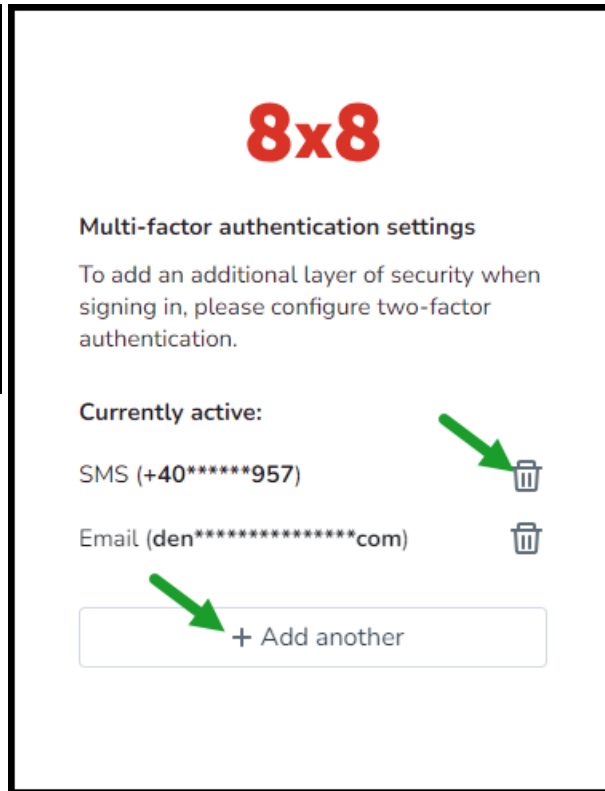 8x8
Multi-factor authentication settings
To add an additional layer of security when
signing in, please configure two-factor
authentication.
Currently active:
SMS (+40******957)
Email (den***************com)
+ Add another